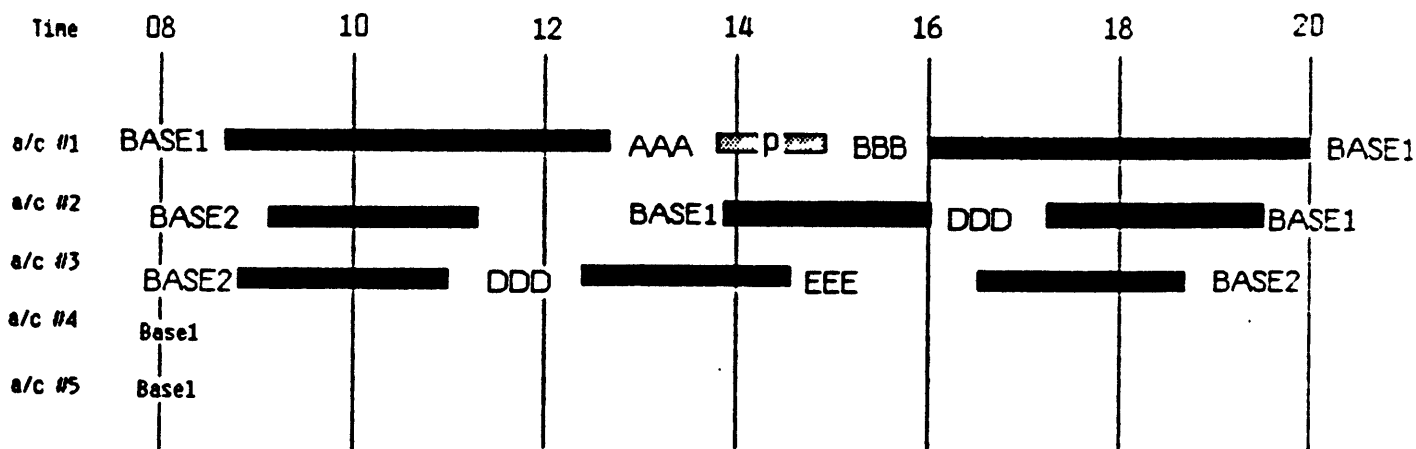 Time 08 10 12 14 16 18 20
a/c #1 BASE1 AAA p BBB BASE1
a/c #2 BASE2 BASE1 DDD BASE1
a/c #3 BASE2 DDD EEE BASE2
a/c #4 Base1
a/c #5 Base1